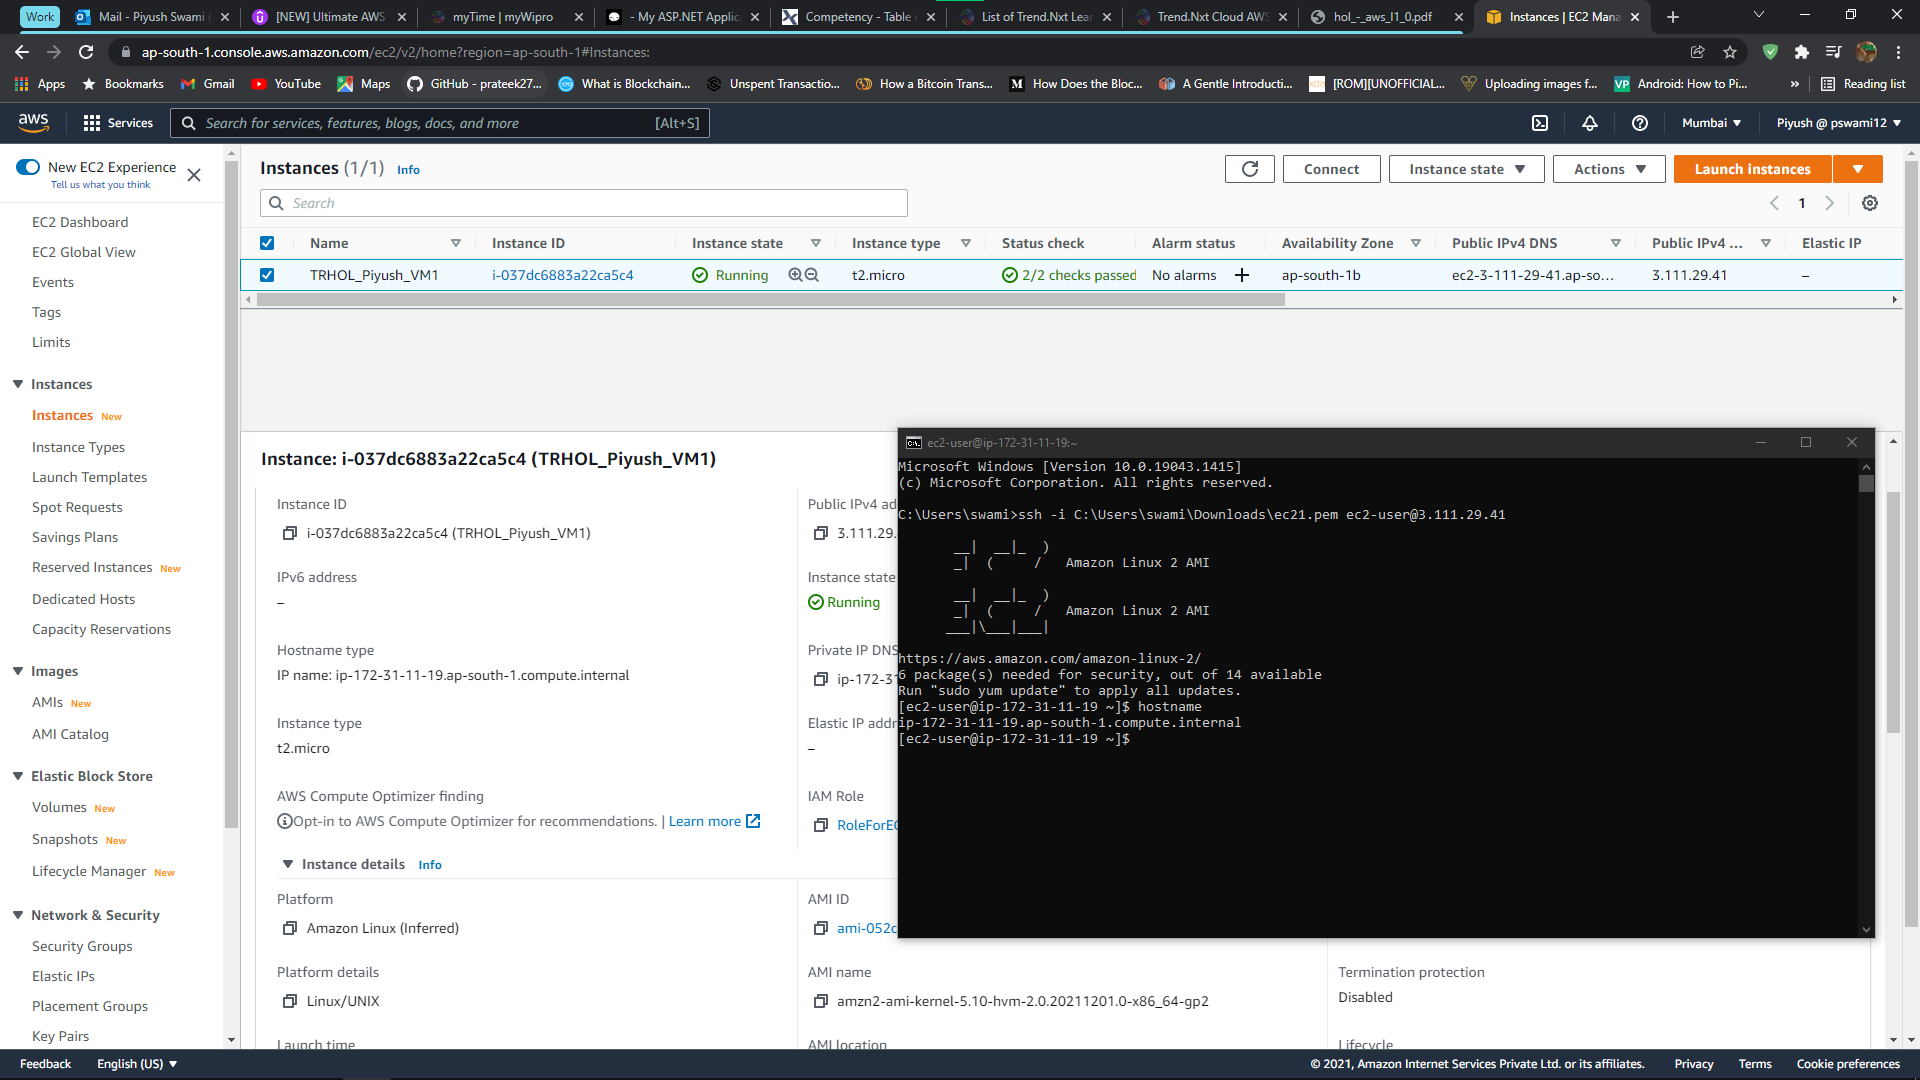 Work
Mail - Piyush Swami (
[NEW] Ultimate AWS
myTime | myWipro
- My ASP.NET Applic
Competency - Table
List of Trend.Nxt Lear
Trend.Nxt Cloud AWS
hol_-_aws_l1_0.pdf
Instances | EC2 Mana
ap-south-1.console.aws.amazon.com/ec2/v2/home?region=ap-south-1#Instances:
Apps
Bookmarks
Gmail
YouTube
Maps
GitHub - prateek27...
What is Blockchain...
Unspent Transactio...
How a Bitcoin Trans...
How Does the Bloc...
A Gentle Introducti...
[ROM][UNOFFICIAL...
Uploading images f...
Android: How to Pi...
»
Reading list
aws
Services
Search for services, features, blogs, docs, and more
[Alt+S]
Mumbai
Piyush @ pswami12
New EC2 Experience
Tell us what you think
EC2 Dashboard
EC2 Global View
Events
Tags
Limits
Instances
Instances New
Instance Types
Launch Templates
Spot Requests
Savings Plans
Reserved Instances New
Dedicated Hosts
Capacity Reservations
Images
AMIs New
AMI Catalog
Elastic Block Store
Volumes New
Snapshots New
Lifecycle Manager New
Network & Security
Security Groups
Elastic IPs
Placement Groups
Key Pairs
Instances (1/1) Info
Connect
Instance state
Actions
Launch instances
Search
1
Name
Instance ID
Instance state
Instance type
Status check
Alarm status
Availability Zone
Public IPv4 DNS
Public IPv4 ...
Elastic IP
TRHOL_Piyush_VM1
i-037dc6883a22ca5c4
Running
t2.micro
2/2 checks passed
No alarms
ap-south-1b
ec2-3-111-29-41.ap-so...
3.111.29.41
–
Instance: i-037dc6883a22ca5c4 (TRHOL_Piyush_VM1)
Instance ID
i-037dc6883a22ca5c4 (TRHOL_Piyush_VM1)
IPv6 address
–
Hostname type
IP name: ip-172-31-11-19.ap-south-1.compute.internal
Instance type
t2.micro
AWS Compute Optimizer finding
Opt-in to AWS Compute Optimizer for recommendations. | Learn more
Public IPv4 ad
3.111.29.
Instance state
Running
Private IP DNS
ip-172-31
Elastic IP addr
–
IAM Role
RoleForEC
Instance details Info
Platform
Amazon Linux (Inferred)
Platform details
Linux/UNIX
Launch time
AMI ID
ami-052c
AMI name
amzn2-ami-kernel-5.10-hvm-2.0.20211201.0-x86_64-gp2
AMI location
Termination protection
Disabled
Lifecycle
ec2-user@ip-172-31-11-19:~
Microsoft Windows [Version 10.0.19043.1415]
(c) Microsoft Corporation. All rights reserved.
C:\Users\swami>ssh -i C:\Users\swami\Downloads\ec21.pem ec2-user@3.111.29.41
__|  __|_  )
_|  (     /   Amazon Linux 2 AMI
__|  __|_  )
_|  (     /   Amazon Linux 2 AMI
___|\___|___|
https://aws.amazon.com/amazon-linux-2/
6 package(s) needed for security, out of 14 available
Run "sudo yum update" to apply all updates.
[ec2-user@ip-172-31-11-19 ~]$ hostname
ip-172-31-11-19.ap-south-1.compute.internal
[ec2-user@ip-172-31-11-19 ~]$
Feedback
English (US)
© 2021, Amazon Internet Services Private Ltd. or its affiliates.
Privacy
Terms
Cookie preferences